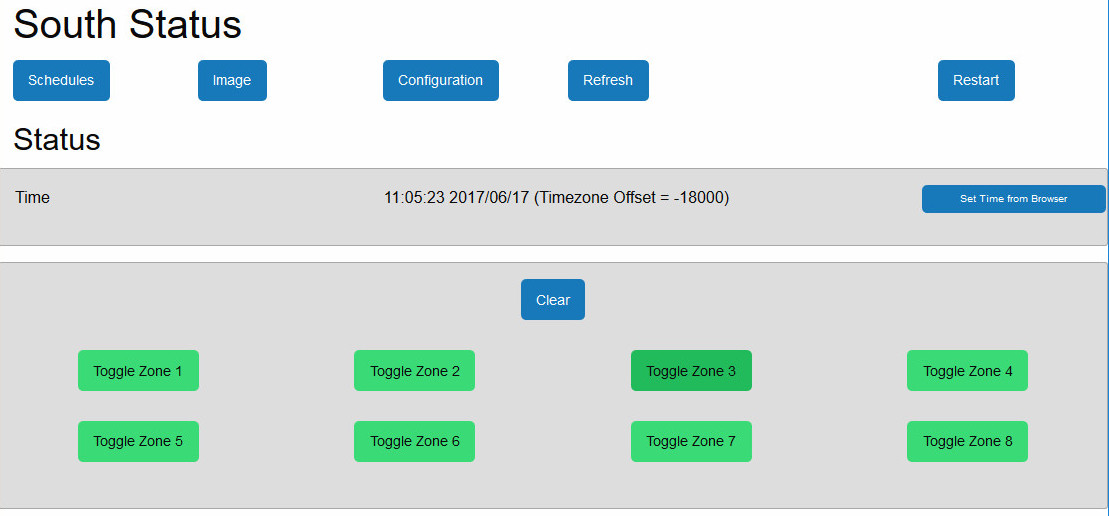 South Status
Schedules Image Configuration Refresh Restart
Status
Time 11:05:23 2017/06/17 (Timezone Offset = -18000) Set Time from Browser
Clear
Toggle Zone 1 Toggle Zone 2 Toggle Zone 3 Toggle Zone 4
Toggle Zone 5 Toggle Zone 6 Toggle Zone 7 Toggle Zone 8